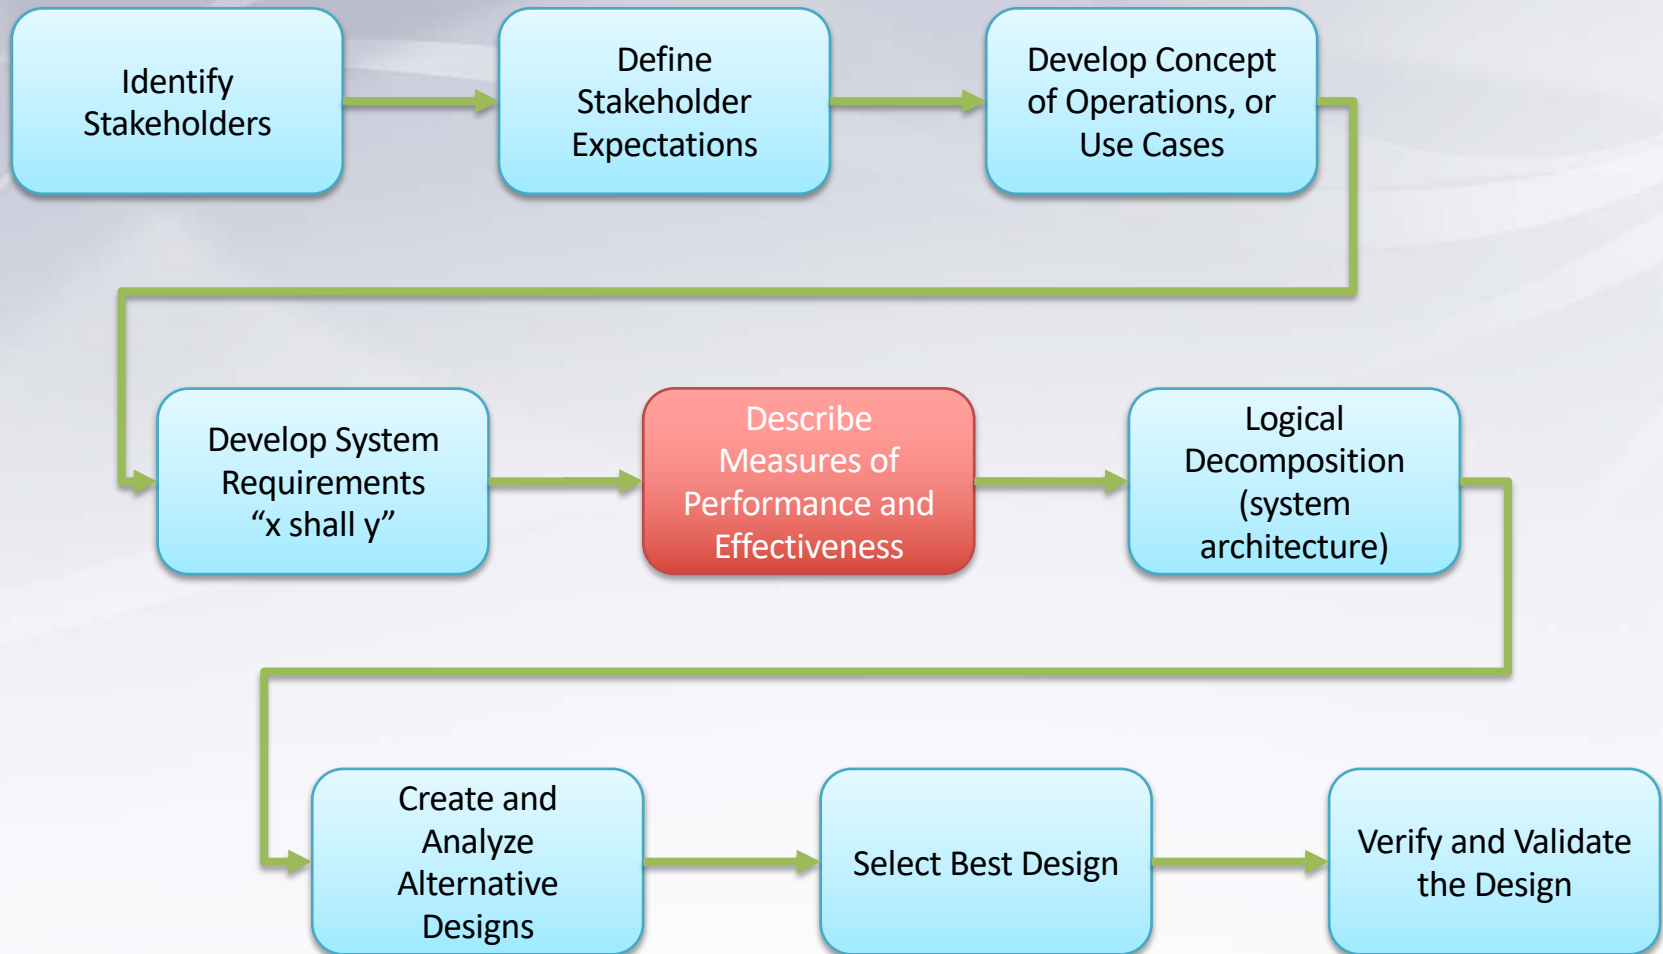 Identify
Stakeholders
Define
Stakeholder
Expectations
Develop Concept
of Operations, or
Use Cases
Develop System
Requirements
“x shall y”
Describe
Measures of
Performance and
Effectiveness
Logical
Decomposition
(system
architecture)
Create and
Analyze
Alternative
Designs
Select Best Design
Verify and Validate
the Design